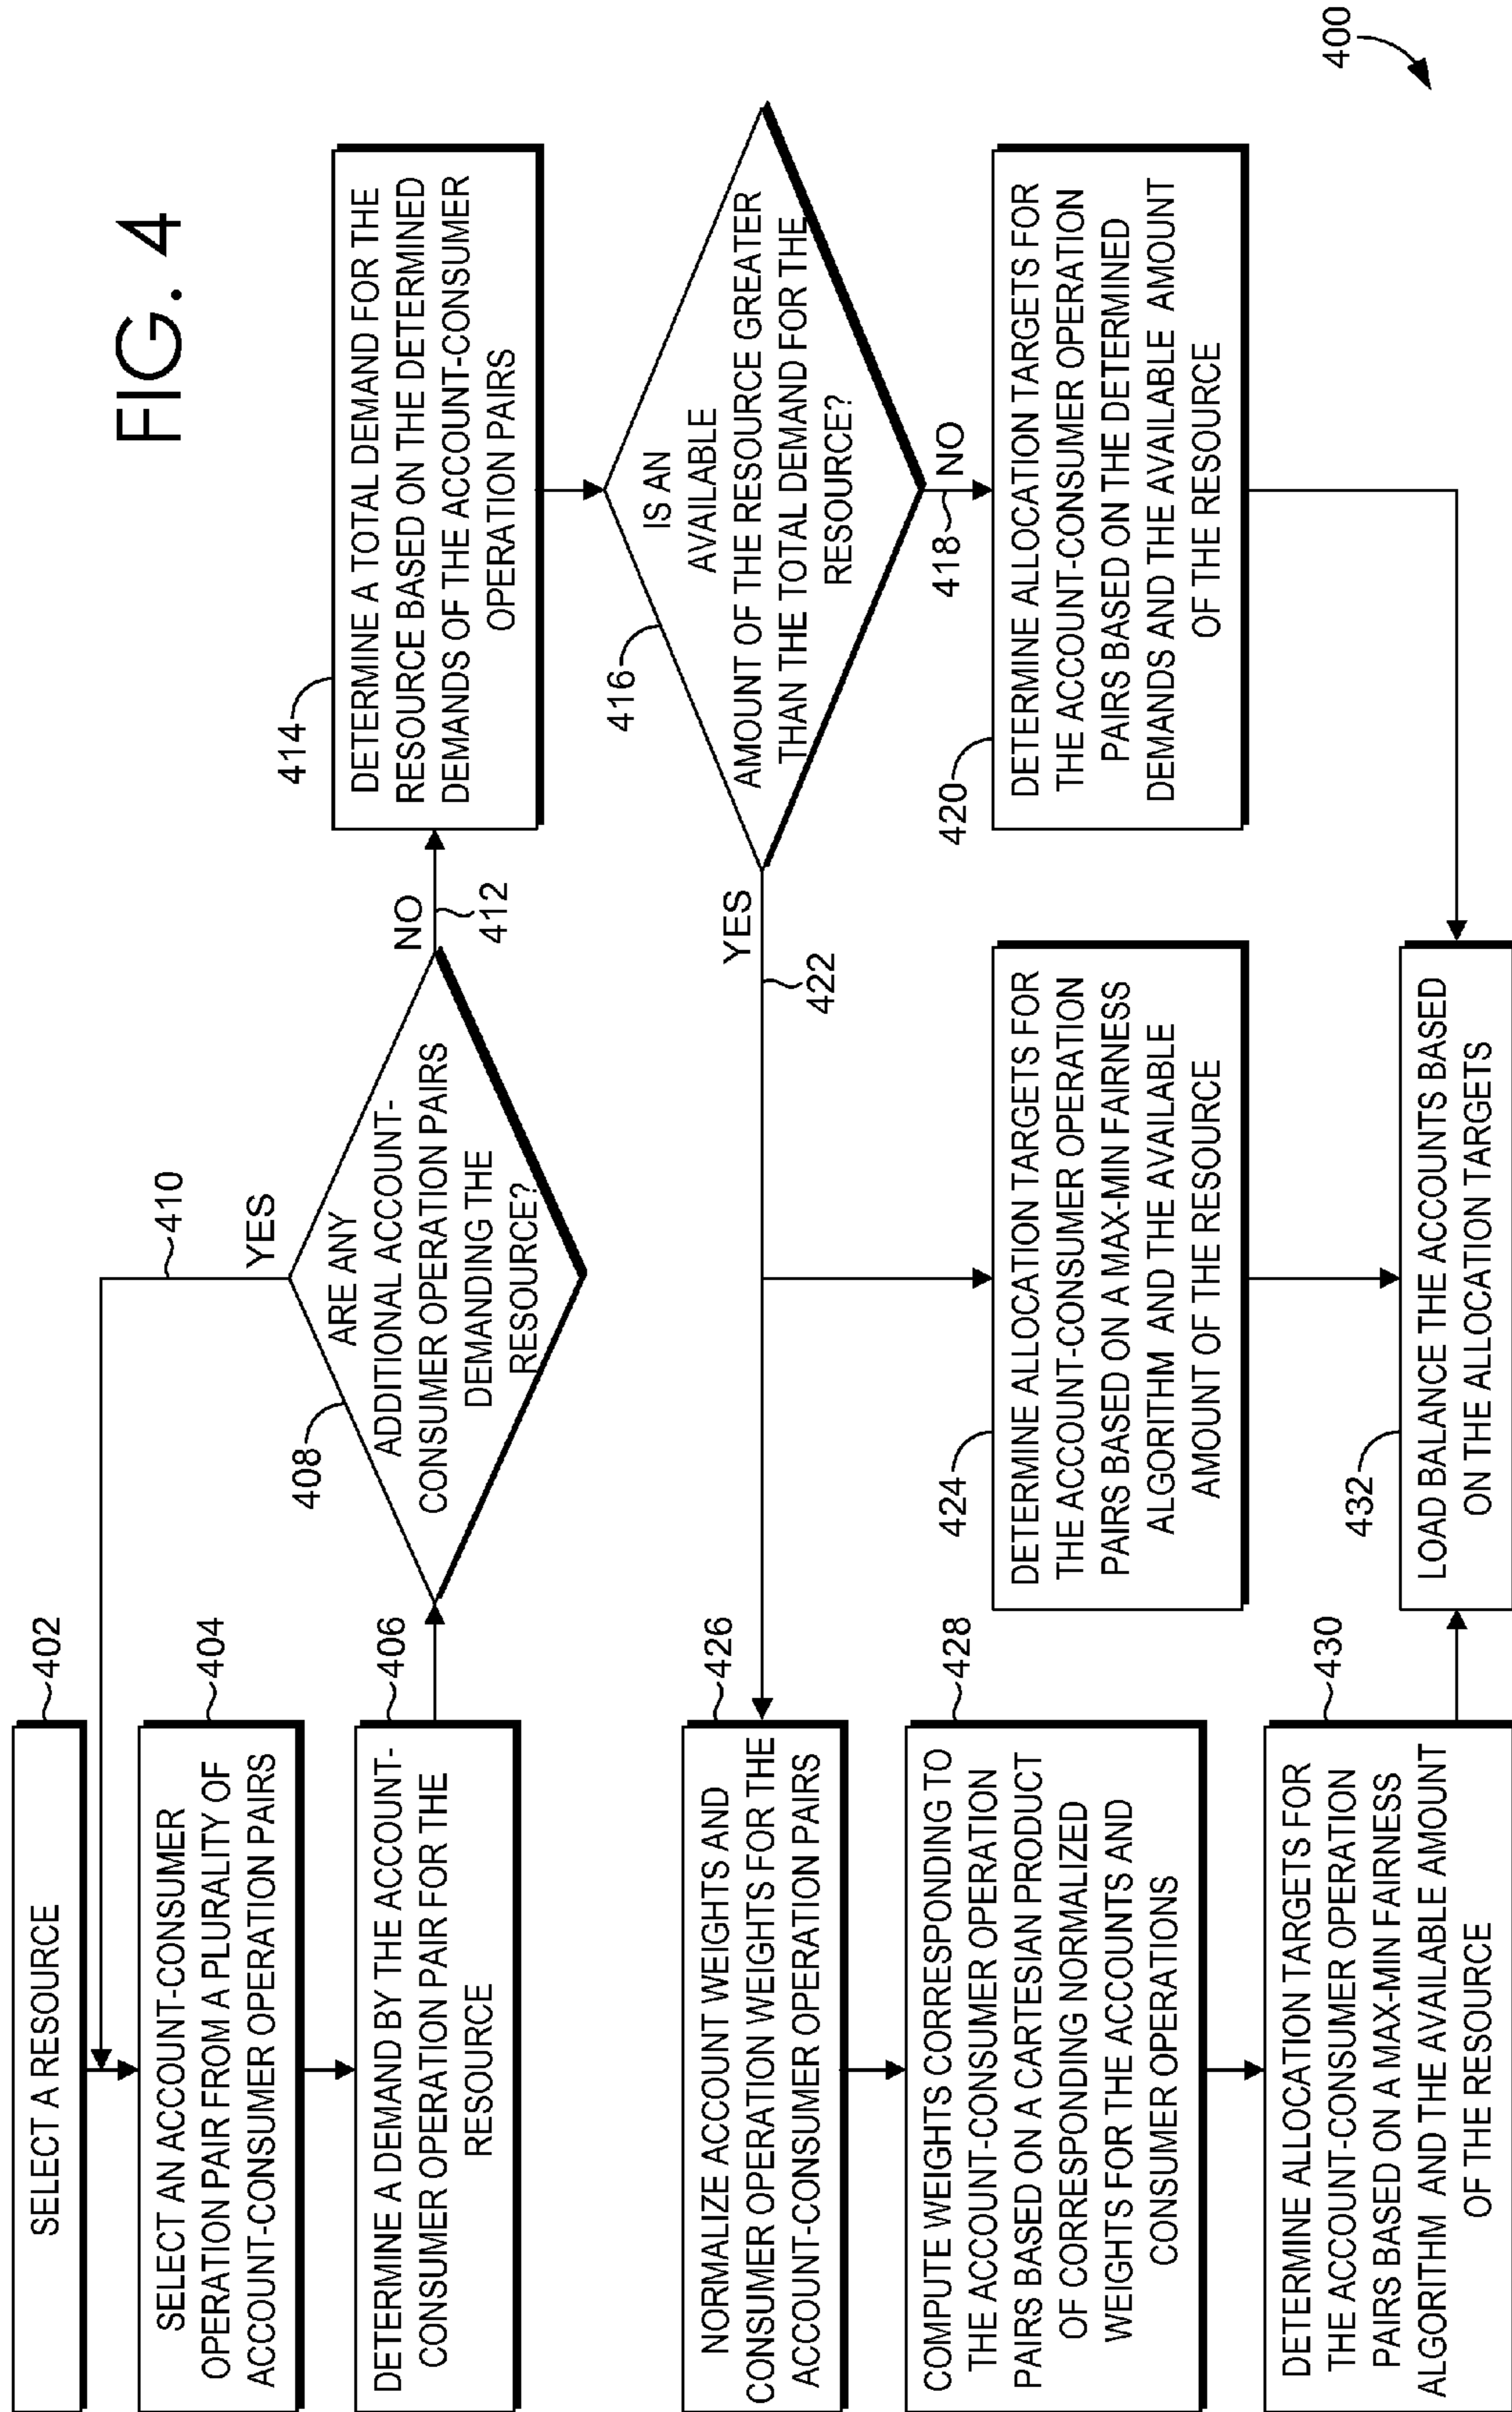 FIG. 4
SELECT A RESOURCE
402
SELECT AN ACCOUNT-CONSUMER
OPERATION PAIR FROM A PLURALITY OF
ACCOUNT-CONSUMER OPERATION PAIRS
404
DETERMINE A DEMAND BY THE ACCOUNT-
CONSUMER OPERATION PAIR FOR THE
RESOURCE
406
408
ARE ANY
ADDITIONAL ACCOUNT-
CONSUMER OPERATION PAIRS
DEMANDING THE
RESOURCE?
YES
410
NO
412
414
DETERMINE A TOTAL DEMAND FOR THE
RESOURCE BASED ON THE DETERMINED
DEMANDS OF THE ACCOUNT-CONSUMER
OPERATION PAIRS
416
IS AN
AVAILABLE
AMOUNT OF THE RESOURCE GREATER
THAN THE TOTAL DEMAND FOR THE
RESOURCE?
418
NO
420
DETERMINE ALLOCATION TARGETS FOR
THE ACCOUNT-CONSUMER OPERATION
PAIRS BASED ON THE DETERMINED
DEMANDS AND THE AVAILABLE AMOUNT
OF THE RESOURCE
YES
422
424
DETERMINE ALLOCATION TARGETS FOR
THE ACCOUNT-CONSUMER OPERATION
PAIRS BASED ON A MAX-MIN FAIRNESS
ALGORITHM AND THE AVAILABLE
AMOUNT OF THE RESOURCE
NORMALIZE ACCOUNT WEIGHTS AND
CONSUMER OPERATION WEIGHTS FOR THE
ACCOUNT-CONSUMER OPERATION PAIRS
426
COMPUTE WEIGHTS CORRESPONDING TO
THE ACCOUNT-CONSUMER OPERATION
PAIRS BASED ON A CARTESIAN PRODUCT
OF CORRESPONDING NORMALIZED
WEIGHTS FOR THE ACCOUNTS AND
CONSUMER OPERATIONS
428
DETERMINE ALLOCATION TARGETS FOR
THE ACCOUNT-CONSUMER OPERATION
PAIRS BASED ON A MAX-MIN FAIRNESS
ALGORITHM AND THE AVAILABLE AMOUNT
OF THE RESOURCE
430
432
LOAD BALANCE THE ACCOUNTS BASED
ON THE ALLOCATION TARGETS
400